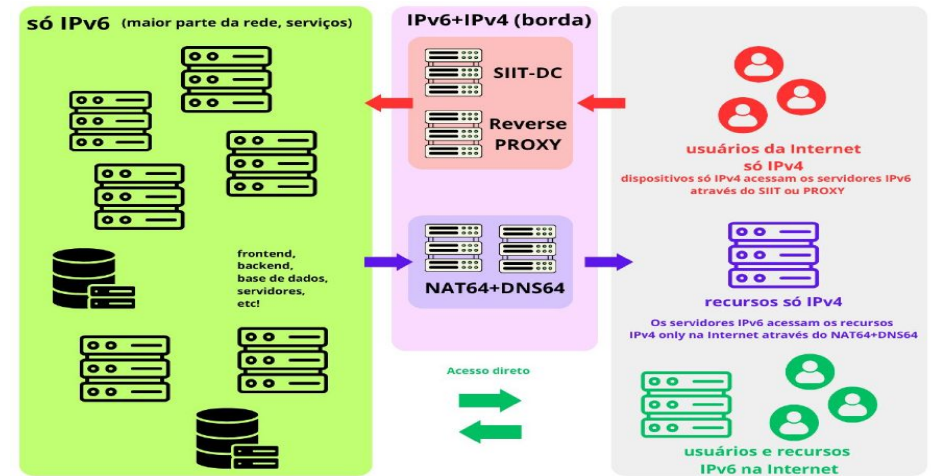 só IPv6 (maior parte da rede, serviços)
frontend,
backend,
base de dados,
servidores,
etc!
IPv6+IPv4 (borda)
SIIT-DC
Reverse
PROXY
NAT64+DNS64
Acesso direto
usuários da Internet
só IPv4
dispositivos só IPv4 acessam os servidores IPv6
através do SIIT ou PROXY
recursos só IPv4
Os servidores IPv6 acessam os recursos
IPv4 only na Internet através do NAT64+DNS64
usuários e recursos
IPv6 na Internet